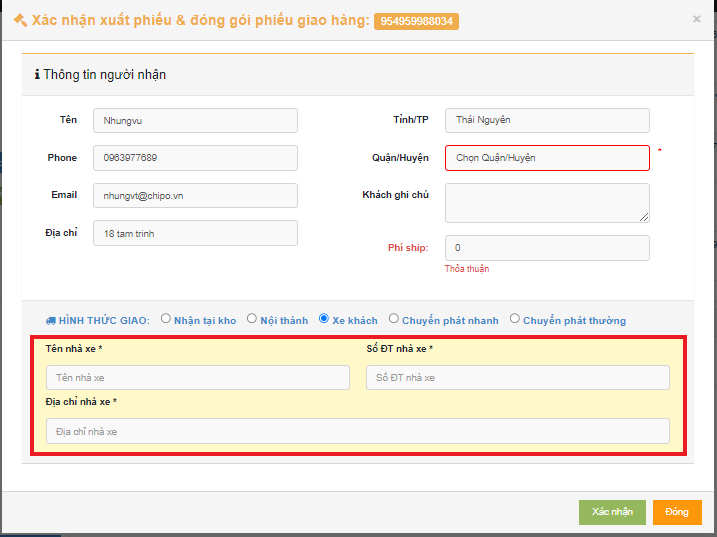 Xác nhận xuất phiếu & đóng gói phiếu giao hàng: 954959988034
×
Thông tin người nhận
Tên Nhungvu
Tỉnh/TP Thái Nguyên
Phone 0963977689
Quận/Huyện Chọn Quận/Huyện *
Email nhungvt@chipo.vn
Khách ghi chú
Địa chỉ 18 tam trinh
Phí ship: 0
Thỏa thuận
HÌNH THỨC GIAO: Nhận tại kho Nội thành Xe khách Chuyển phát nhanh Chuyển phát thường
Tên nhà xe * Số ĐT nhà xe *
Tên nhà xe Số ĐT nhà xe
Địa chỉ nhà xe *
Địa chỉ nhà xe
Xác nhận Đóng